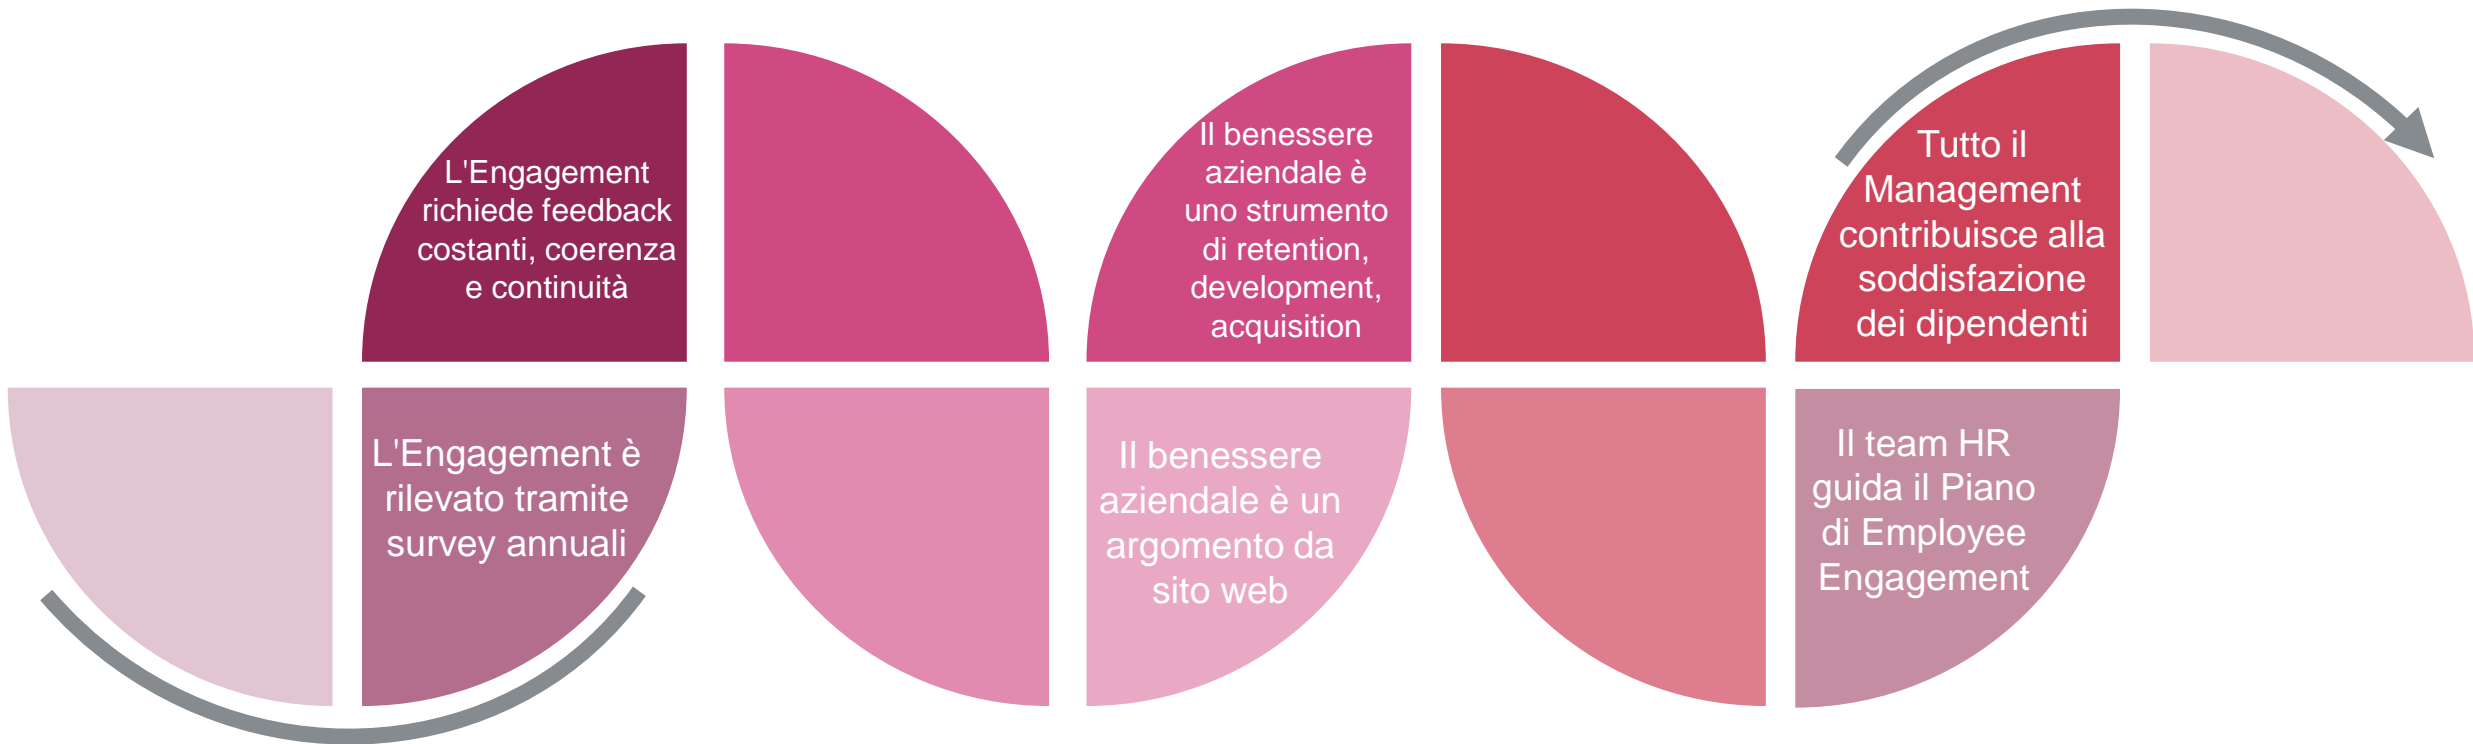 L'Engagement
richiede feedback
costanti, coerenza
e continuità
Il benessere
aziendale è
uno strumento
di retention,
development,
acquisition
Tutto il
Management
contribuisce alla
soddisfazione
dei dipendenti
L'Engagement è
rilevato tramite
survey annuali
Il benessere
aziendale è un
argomento da
sito web
Il team HR
guida il Piano
di Employee
Engagement